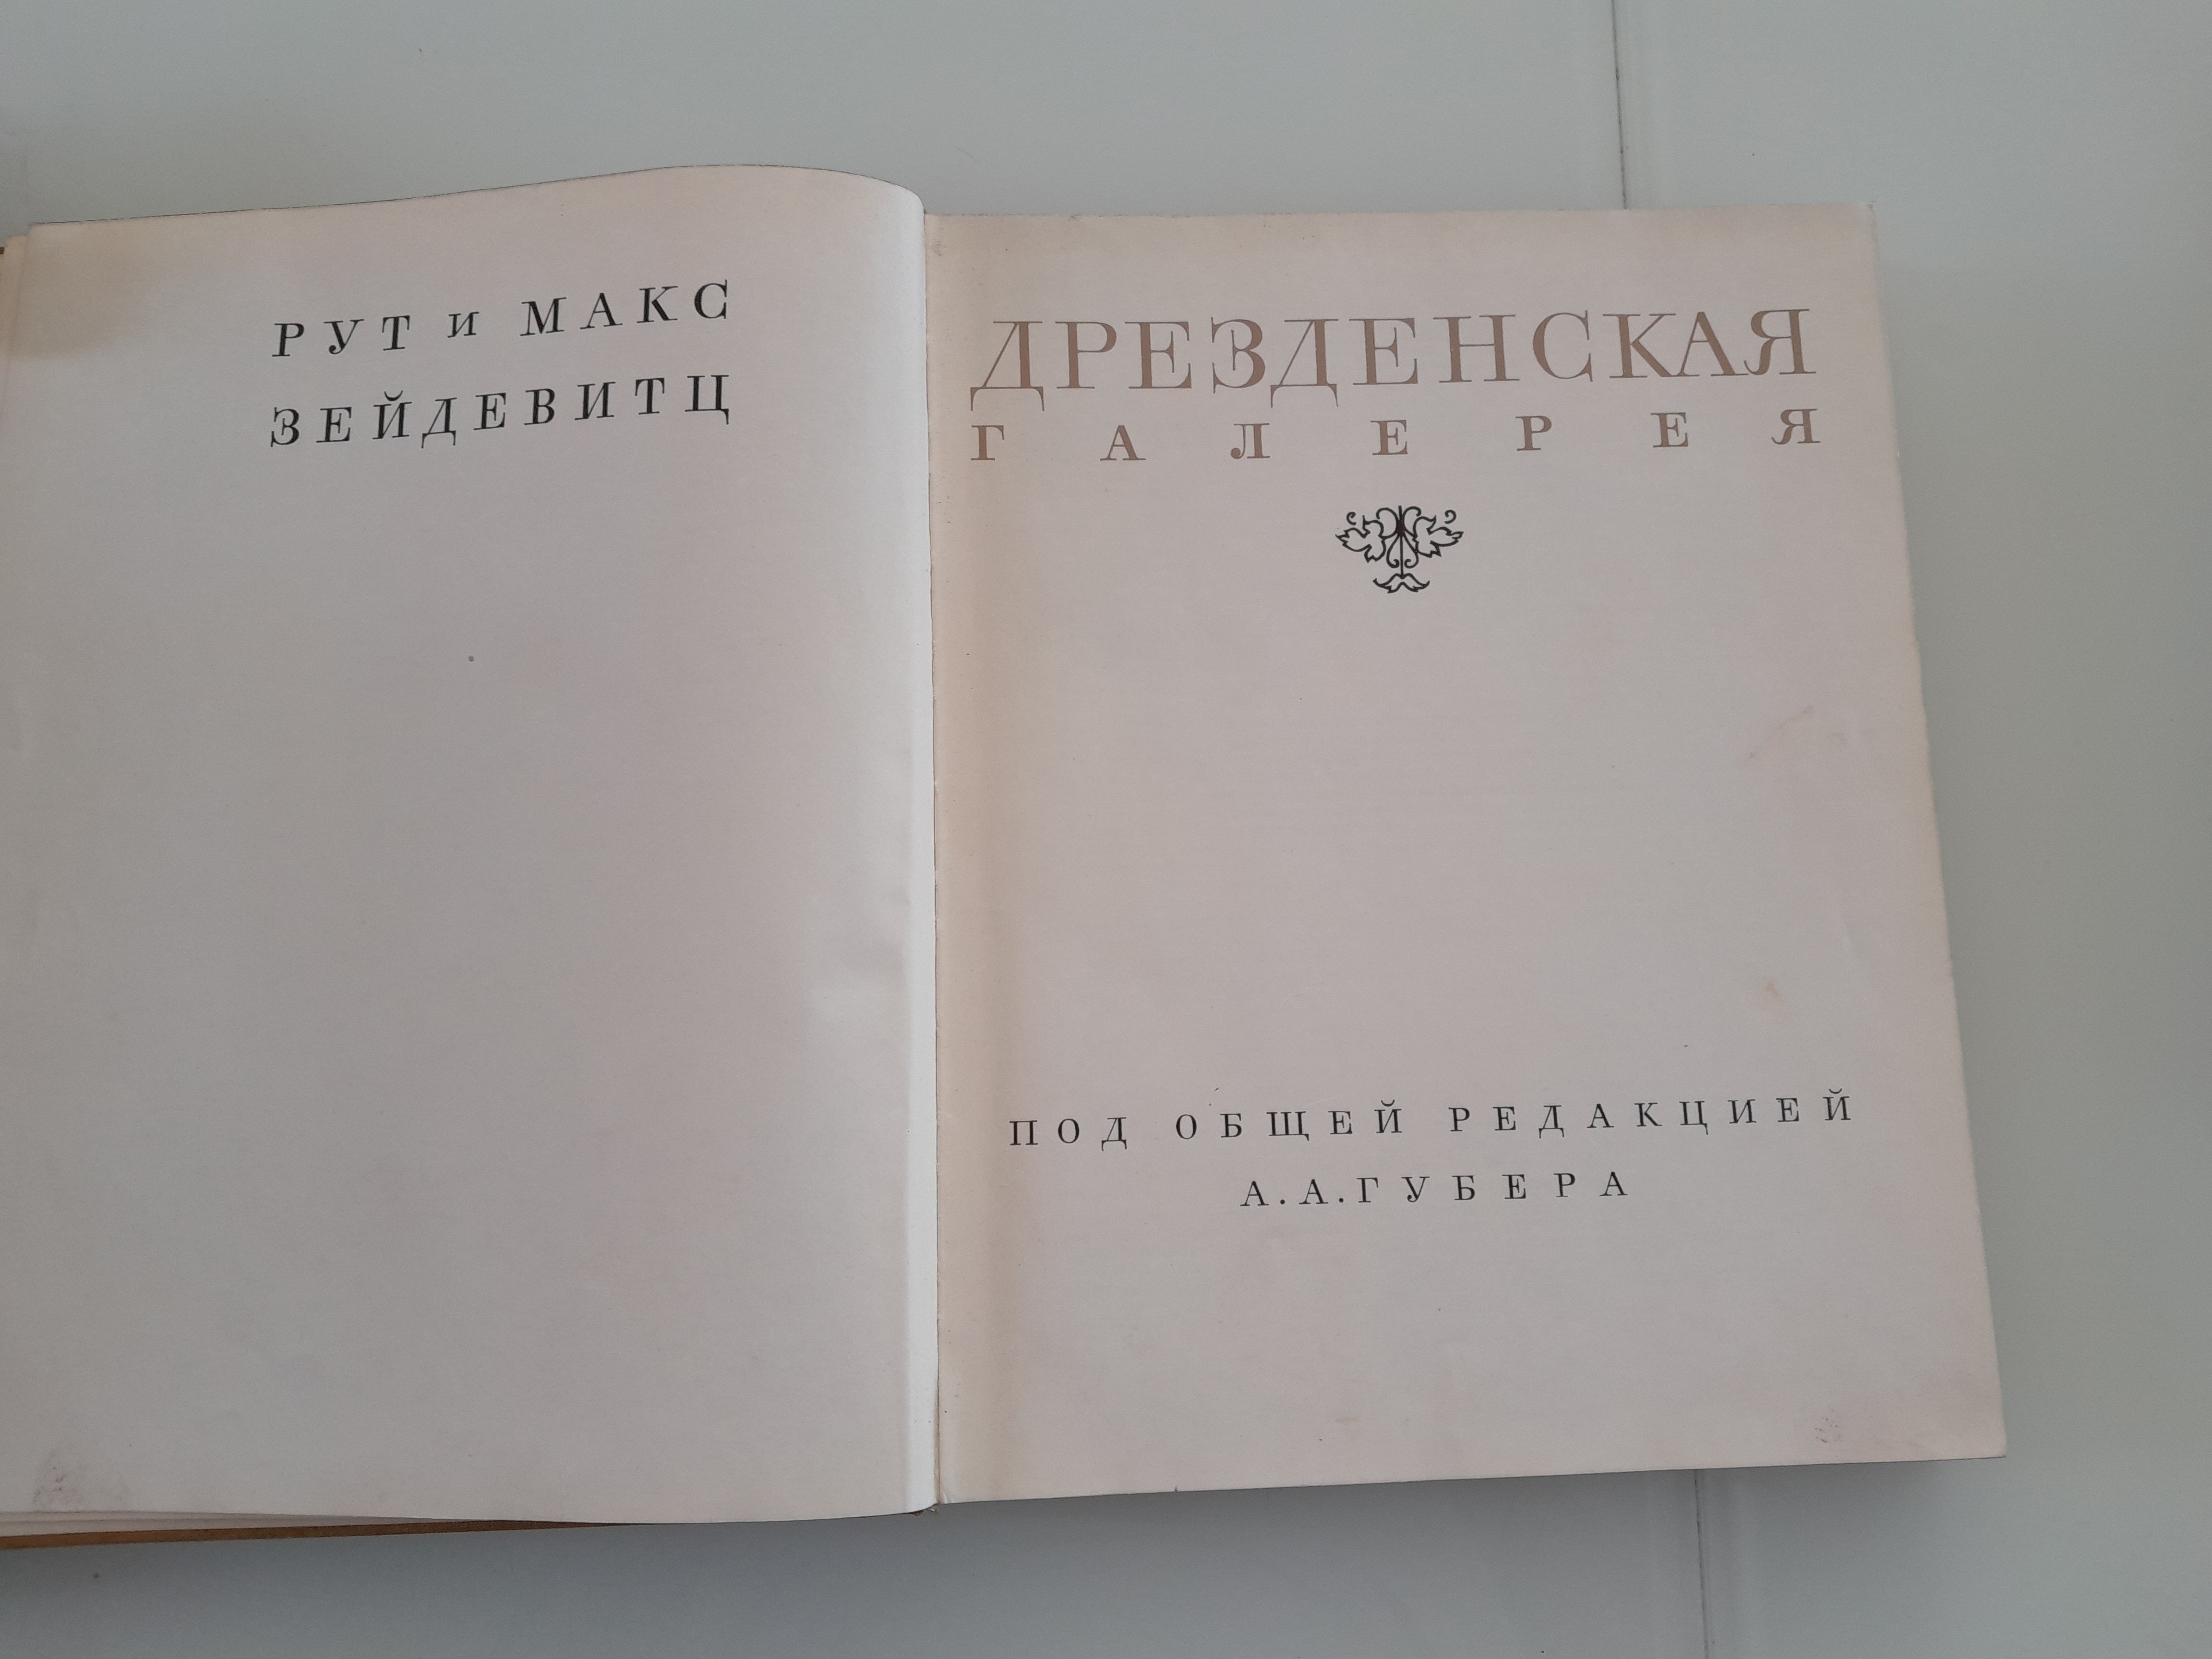 РУТ и МАКС
ЗЕЙДЕВИТЦ
ДРЕЗДЕНСКАЯ
ГАЛЕРЕЯ
ПОД ОБЩЕЙ РЕДАКЦИЕЙ
А.А.ГУБЕРА